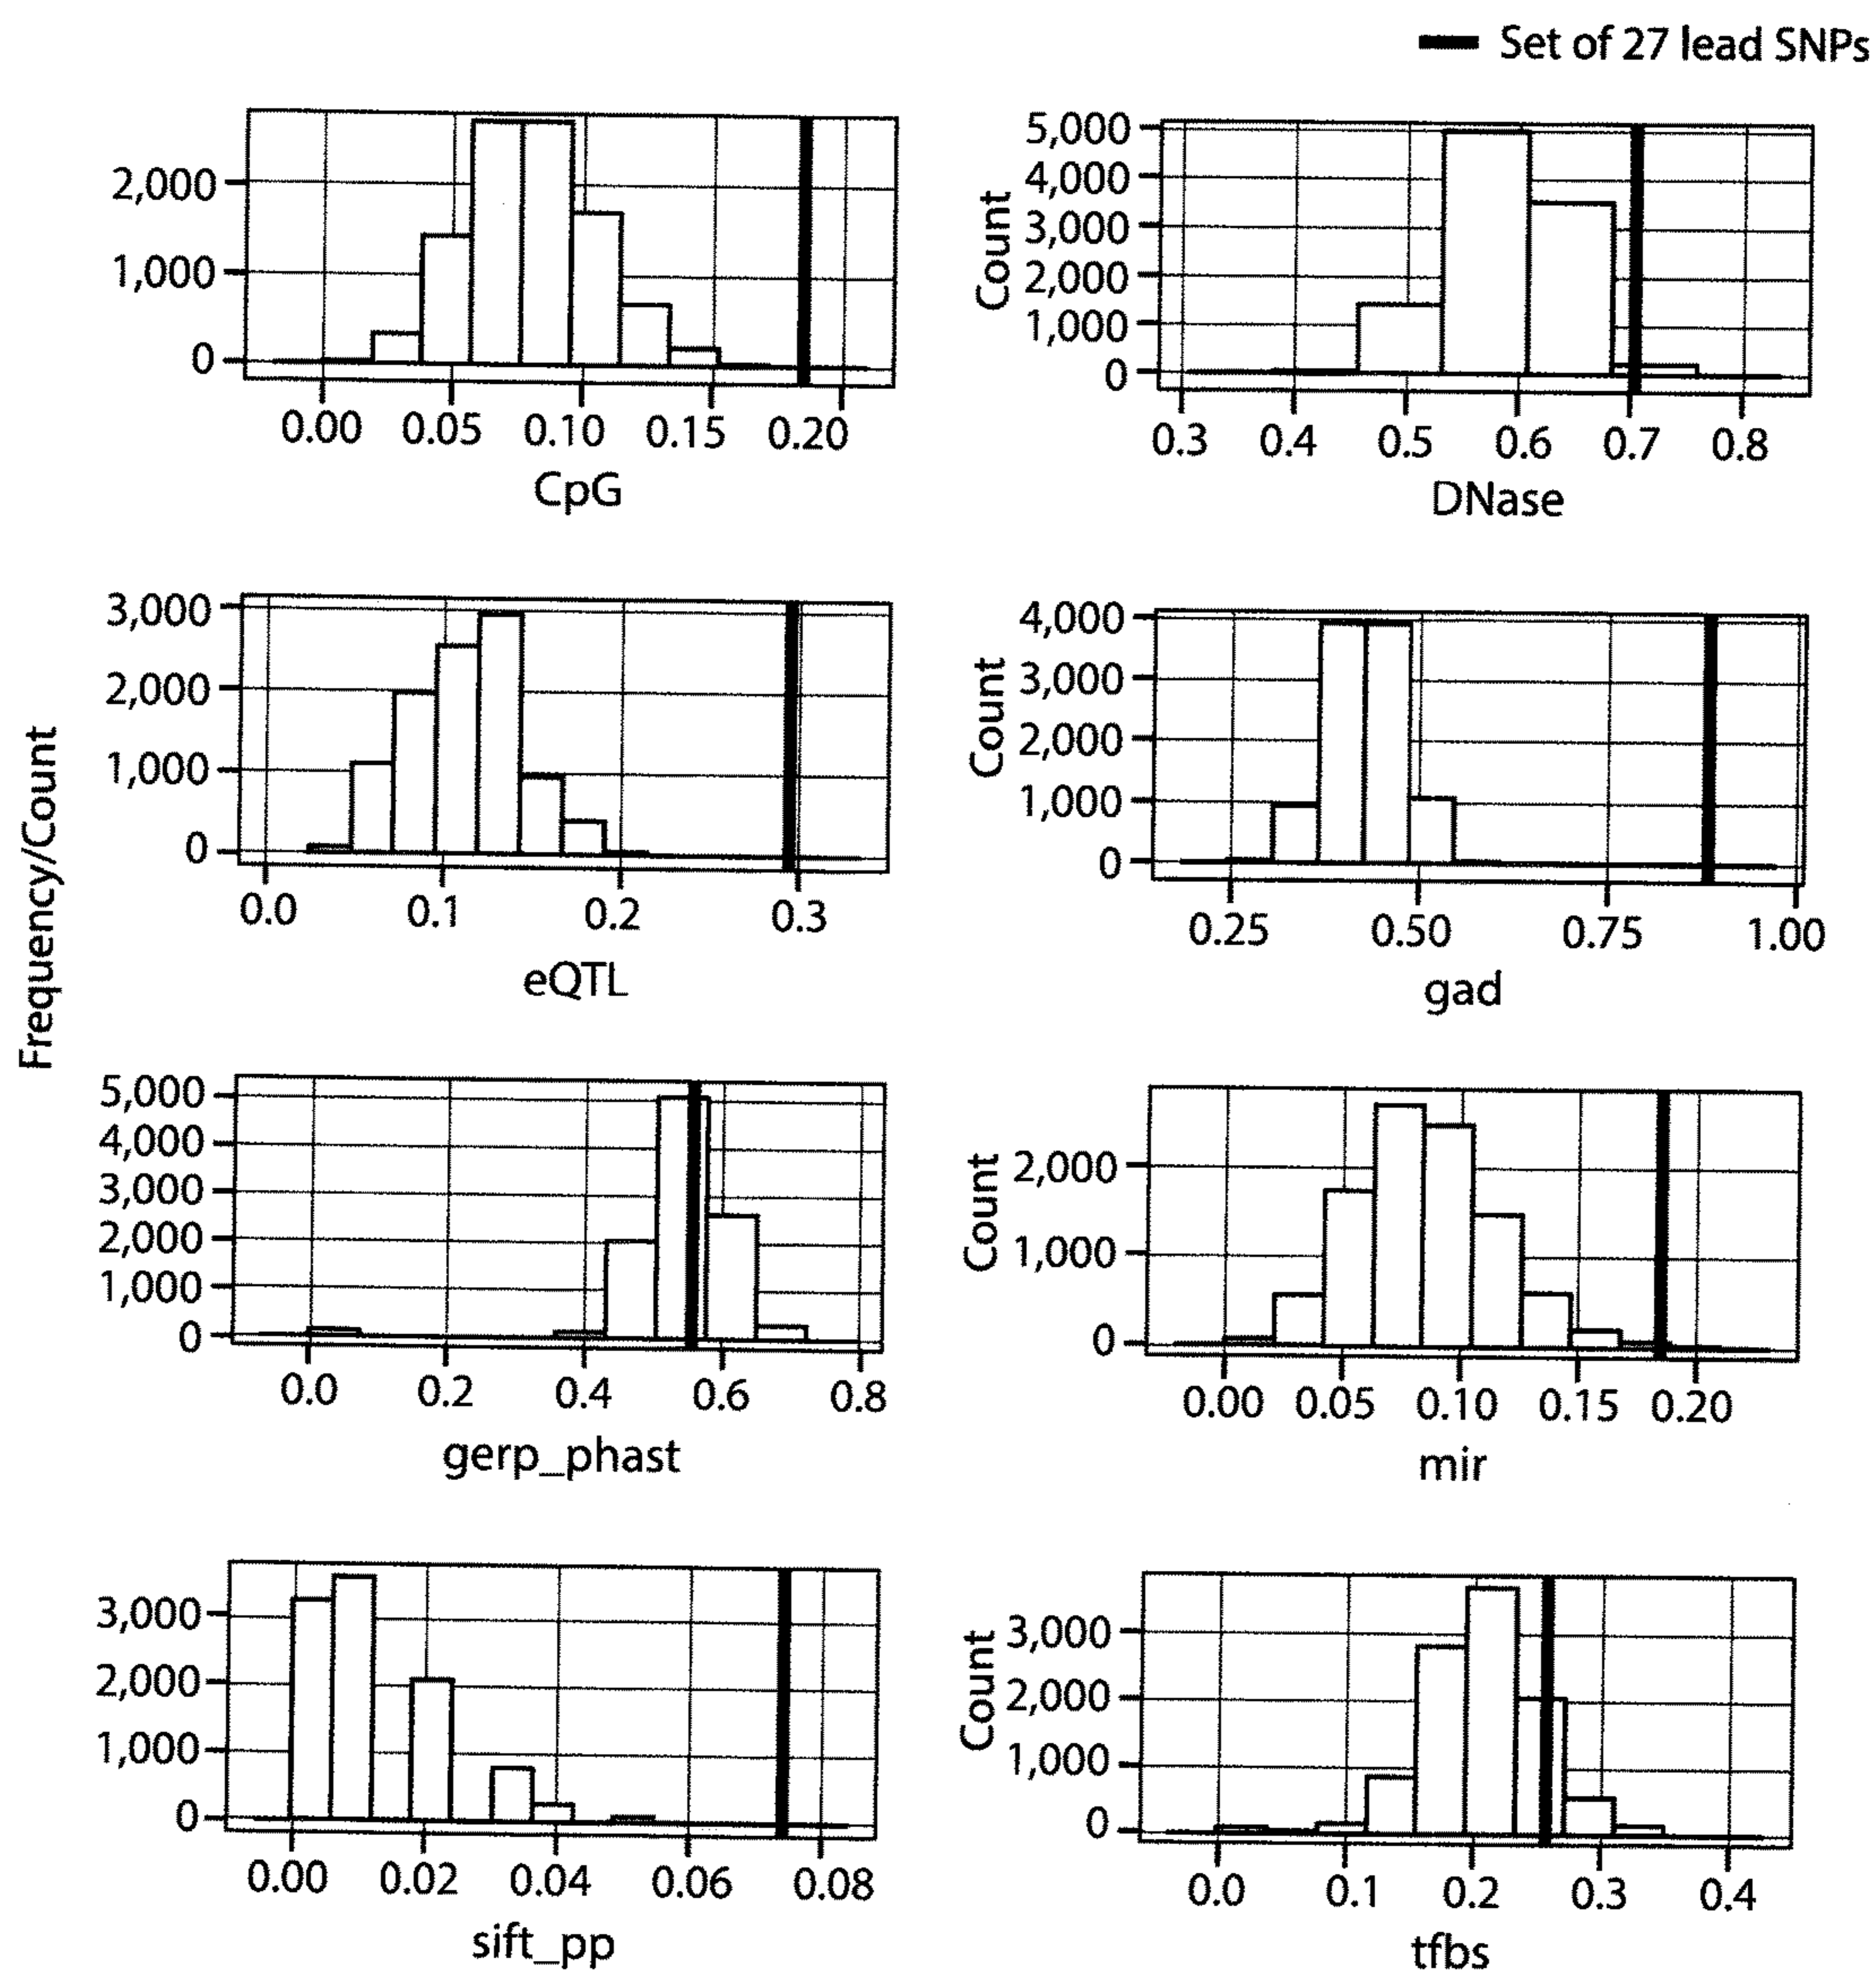 Set of 27 lead SNPs
Frequency/Count
2,000
1,000
0
0.00 0.05 0.10 0.15 0.20
CpG
Count
5,000
4,000
3,000
2,000
1,000
0
0.3 0.4 0.5 0.6 0.7 0.8
DNase
3,000
2,000
1,000
0
0.0 0.1 0.2 0.3
eQTL
Count
4,000
3,000
2,000
1,000
0
0.25 0.50 0.75 1.00
gad
5,000
4,000
3,000
2,000
1,000
0
0.0 0.2 0.4 0.6 0.8
gerp_phast
Count
2,000
1,000
0
0.00 0.05 0.10 0.15 0.20
mir
3,000
2,000
1,000
0
0.00 0.02 0.04 0.06 0.08
sift_pp
Count
3,000
2,000
1,000
0
0.0 0.1 0.2 0.3 0.4
tfbs